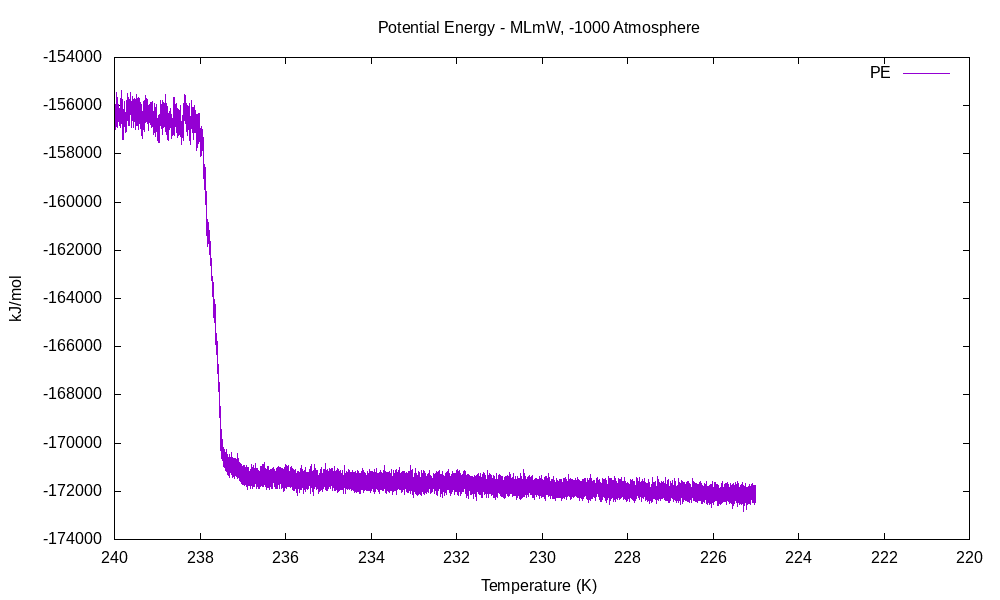 Potential Energy - MLmW, -1000 Atmosphere
PE
-154000
-156000
-158000
-160000
-162000
-164000
-166000
-168000
-170000
-172000
-174000
kJ/mol
240 238 236 234 232 230 228 226 224 222 220
Temperature (K)